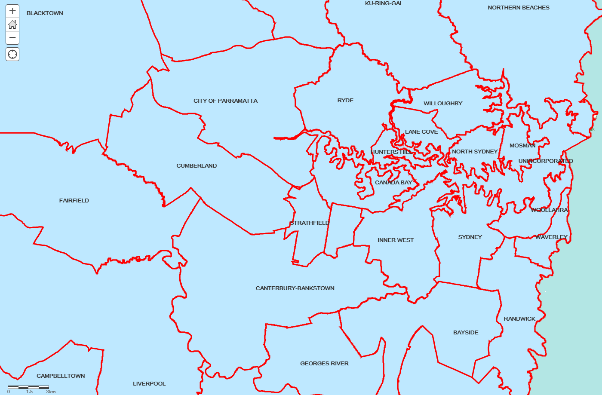 KU-RING-GAI
NORTHERN BEACHES
BLACKTOWN
CITY OF PARRAMATTA
RYDE
WILLOUGHBY
LANE COVE
MOSMAN
HUNTERS HILL
NORTH SYDNEY
UNINCORPORATED
CUMBERLAND
CANADA BAY
FAIRFIELD
WOOLLAHRA
STRATHFIELD
INNER WEST
SYDNEY
WAVERLEY
CANTERBURY-BANKSTOWN
RANDWICK
BAYSIDE
GEORGES RIVER
CAMPBELLTOWN
LIVERPOOL
0